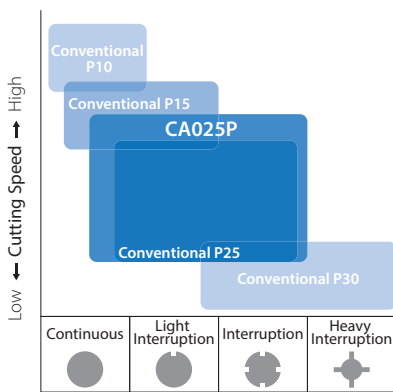 Conventional
P10
Conventional P15
CA025P
Conventional P25
Conventional P30
Low ← Cutting Speed → High
Continuous
Light
Interruption
Interruption
Heavy
Interruption